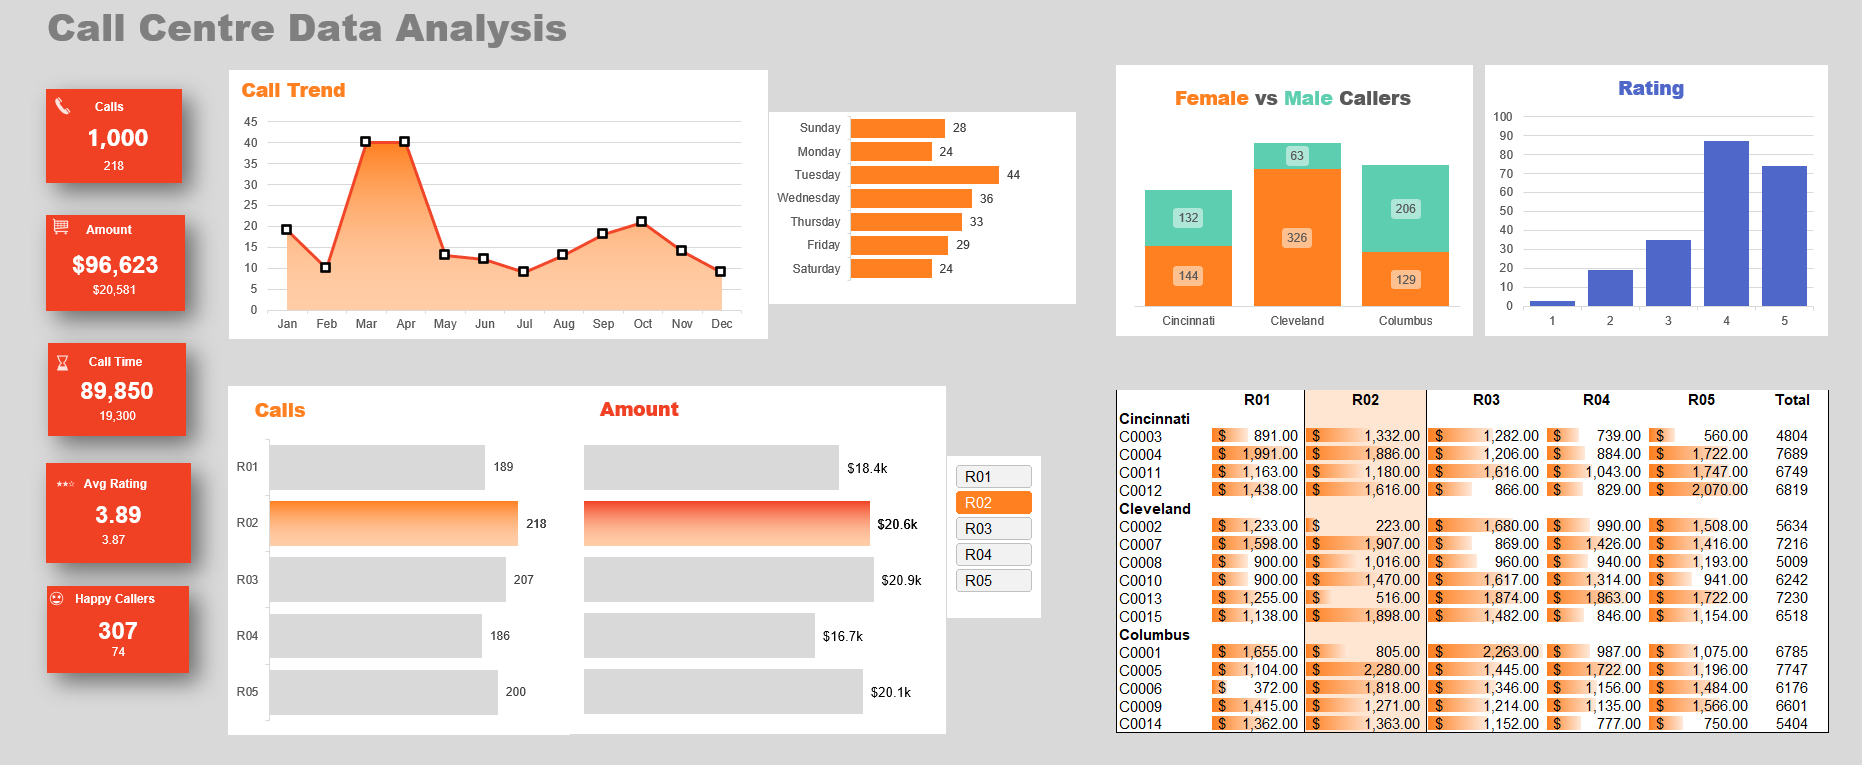 Call Centre Data Analysis
Calls
1,000
218
Amount
$96,623
$20,581
Call Time
89,850
19,300
Avg Rating
3.89
3.87
Happy Callers
307
74
Call Trend
45
40
35
30
25
20
15
10
5
0
Jan Feb Mar Apr May Jun Jul Aug Sep Oct Nov Dec
Sunday 28
Monday 24
Tuesday 44
Wednesday 36
Thursday 33
Friday 29
Saturday 24
Female vs Male Callers
63
132 206
326
144 129
Cincinnati Cleveland Columbus
Rating
100
90
80
70
60
50
40
30
20
10
0
1 2 3 4 5
Calls Amount
R01 189 $18.4k
R02 218 $20.6k
R03 207 $20.9k
R04 186 $16.7k
R05 200 $20.1k
R01
R02
R03
R04
R05
R01 R02 R03 R04 R05 Total
Cincinnati
C0003 $ 891.00 $ 1,332.00 $ 1,282.00 $ 739.00 $ 560.00 4804
C0004 $ 1,991.00 $ 1,886.00 $ 1,206.00 $ 884.00 $ 1,722.00 7689
C0011 $ 1,163.00 $ 1,180.00 $ 1,616.00 $ 1,043.00 $ 1,747.00 6749
C0012 $ 1,438.00 $ 1,616.00 $ 866.00 $ 829.00 $ 2,070.00 6819
Cleveland
C0002 $ 1,233.00 $ 223.00 $ 1,680.00 $ 990.00 $ 1,508.00 5634
C0007 $ 1,598.00 $ 1,907.00 $ 869.00 $ 1,426.00 $ 1,416.00 7216
C0008 $ 900.00 $ 1,016.00 $ 960.00 $ 940.00 $ 1,193.00 5009
C0010 $ 900.00 $ 1,470.00 $ 1,617.00 $ 1,314.00 $ 941.00 6242
C0013 $ 1,255.00 $ 516.00 $ 1,874.00 $ 1,863.00 $ 1,722.00 7230
C0015 $ 1,138.00 $ 1,898.00 $ 1,482.00 $ 846.00 $ 1,154.00 6518
Columbus
C0001 $ 1,655.00 $ 805.00 $ 2,263.00 $ 987.00 $ 1,075.00 6785
C0005 $ 1,104.00 $ 2,280.00 $ 1,445.00 $ 1,722.00 $ 1,196.00 7747
C0006 $ 372.00 $ 1,818.00 $ 1,346.00 $ 1,156.00 $ 1,484.00 6176
C0009 $ 1,415.00 $ 1,271.00 $ 1,214.00 $ 1,135.00 $ 1,566.00 6601
C0014 $ 1,362.00 $ 1,363.00 $ 1,152.00 $ 777.00 $ 750.00 5404